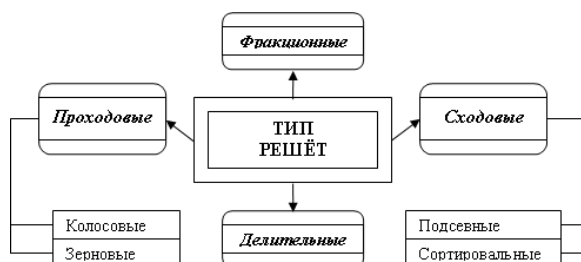 Фракционные
Проходовые
ТИП
РЕШЁТ
Сходовые
Колосовые
Зерновые
Делительные
Подсевные
Сортировальные